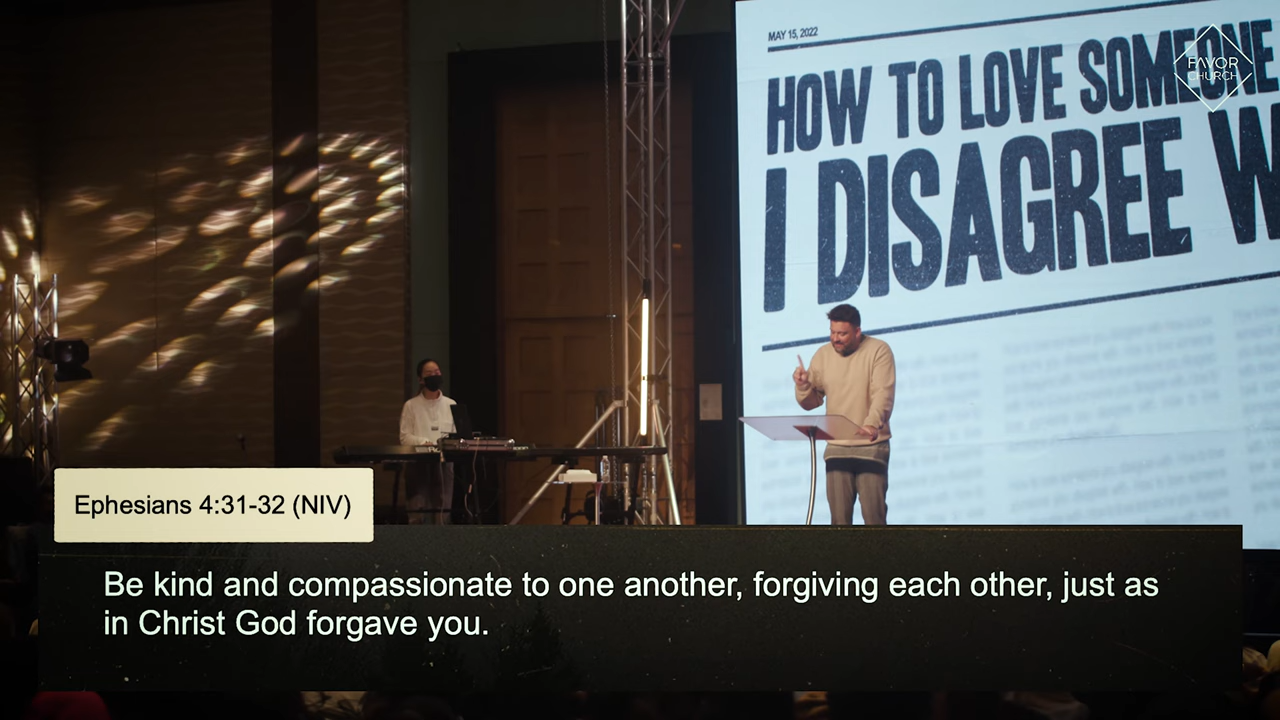 MAY 15, 2022
HOW TO LOVE SOMEONE
I DISAGREE W
FAVOR
CHURCH
Ephesians 4:31-32 (NIV)
Be kind and compassionate to one another, forgiving each other, just as
in Christ God forgave you.